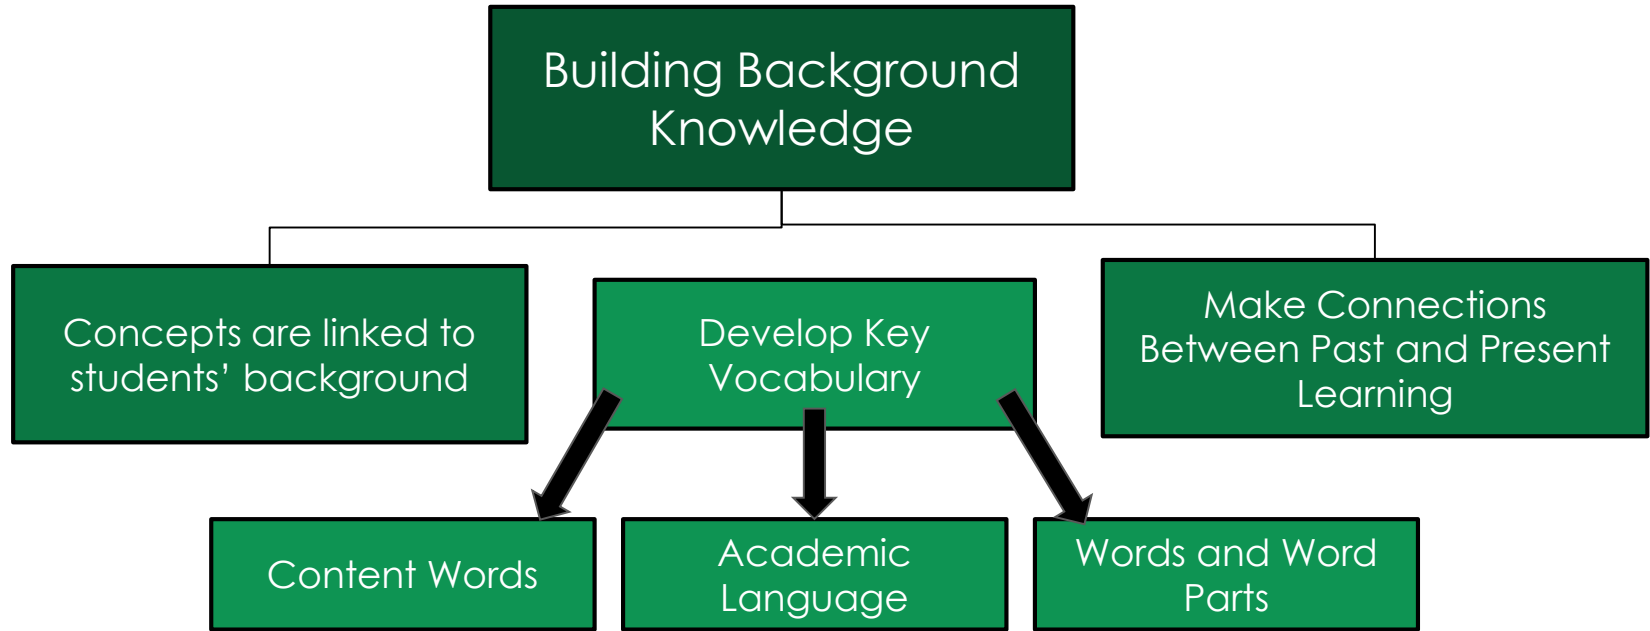 Building Background
Knowledge
Concepts are linked to
students’ background
Develop Key
Vocabulary
Make Connections
Between Past and Present
Learning
Content Words
Academic
Language
Words and Word
Parts